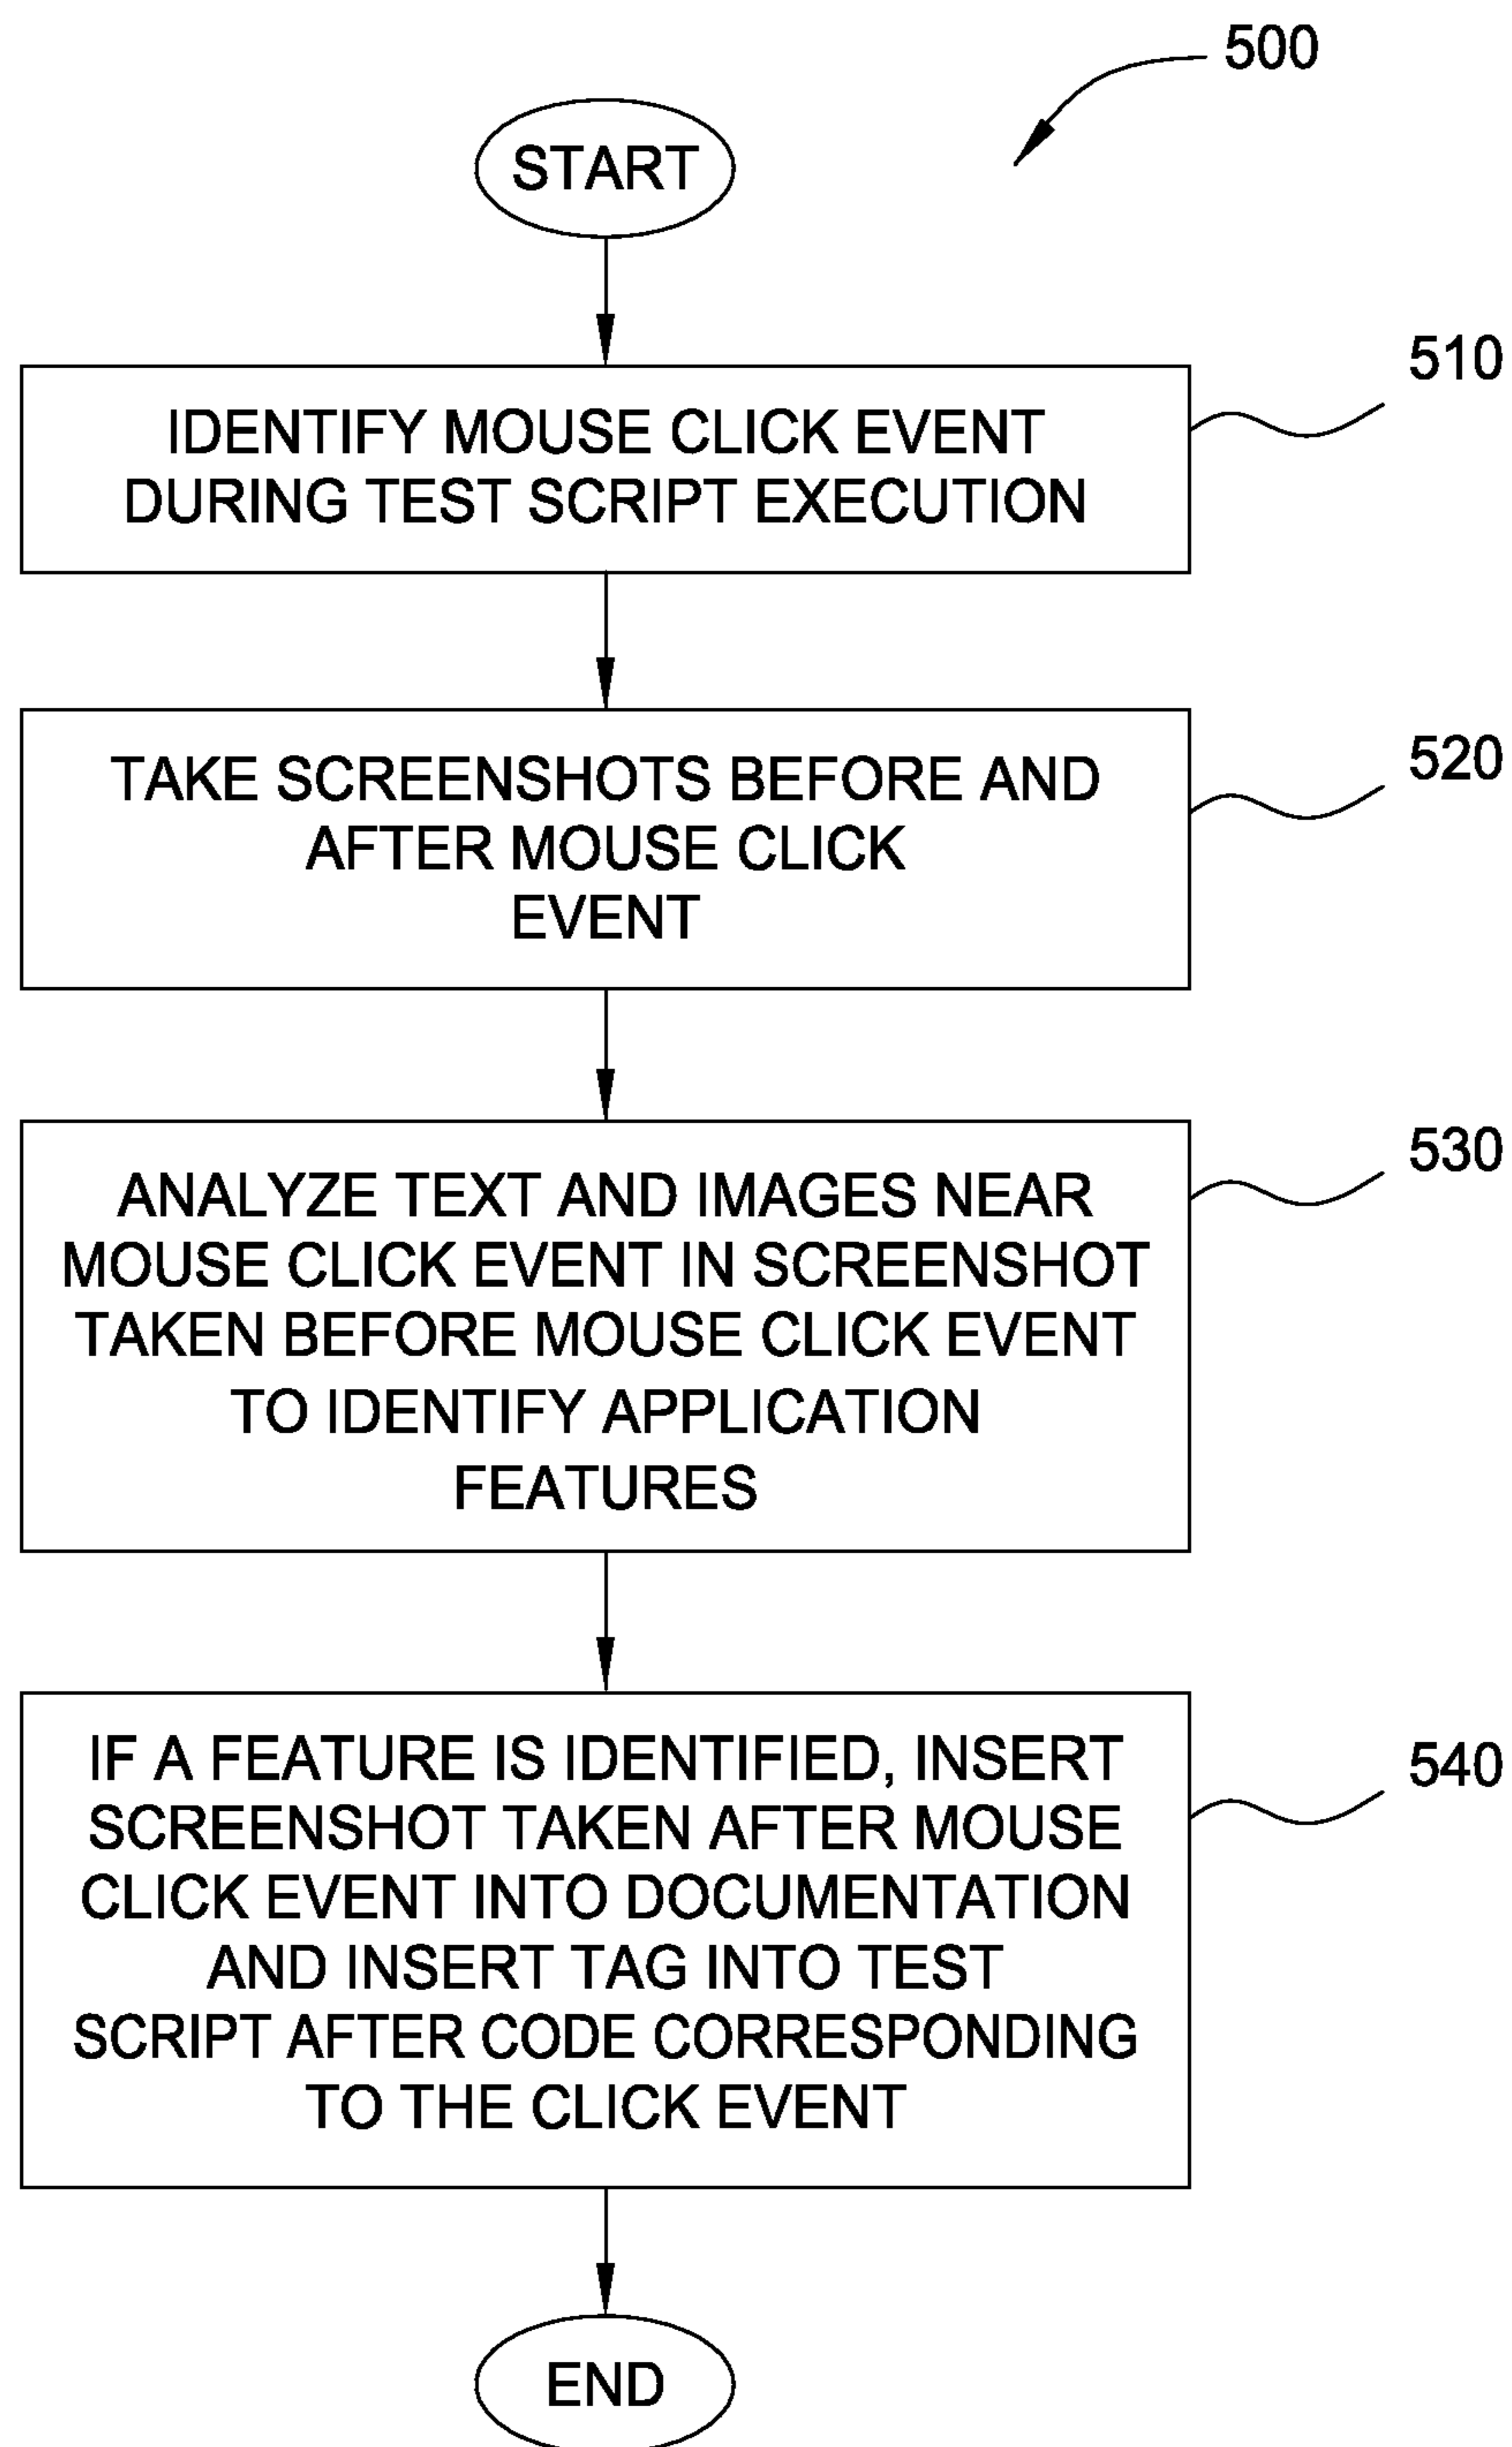 500
START
510
IDENTIFY MOUSE CLICK EVENT
DURING TEST SCRIPT EXECUTION
520
TAKE SCREENSHOTS BEFORE AND
AFTER MOUSE CLICK
EVENT
530
ANALYZE TEXT AND IMAGES NEAR
MOUSE CLICK EVENT IN SCREENSHOT
TAKEN BEFORE MOUSE CLICK EVENT
TO IDENTIFY APPLICATION
FEATURES
540
IF A FEATURE IS IDENTIFIED, INSERT
SCREENSHOT TAKEN AFTER MOUSE
CLICK EVENT INTO DOCUMENTATION
AND INSERT TAG INTO TEST
SCRIPT AFTER CODE CORRESPONDING
TO THE CLICK EVENT
END